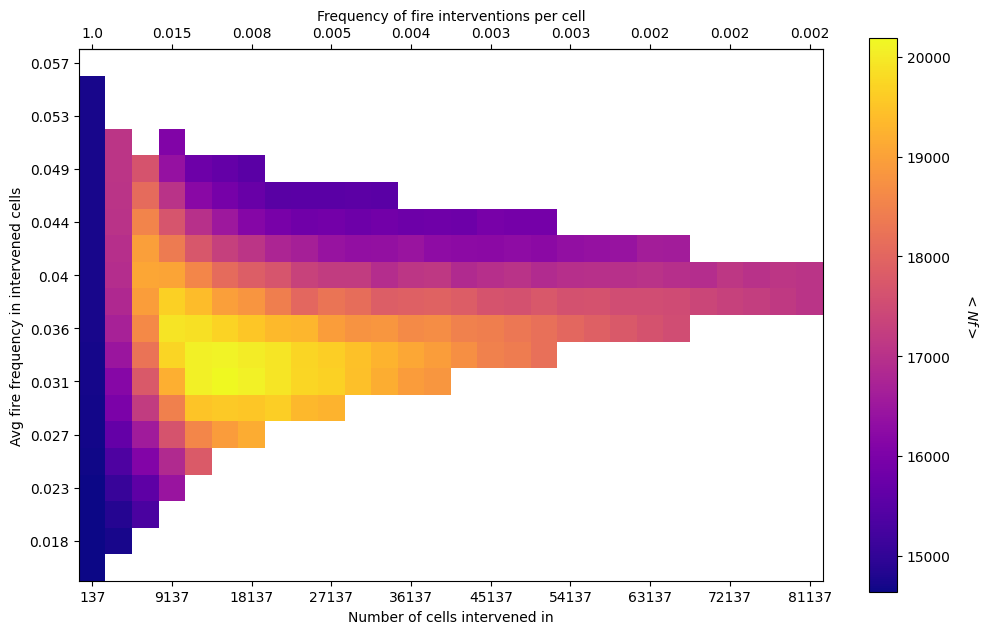 Frequency of fire interventions per cell
1.0 0.015 0.008 0.005 0.004 0.003 0.003 0.002 0.002 0.002
0.057
0.053
0.049
0.044
0.04
0.036
0.031
0.027
0.023
0.018
Avg fire frequency in intervened cells
137 9137 18137 27137 36137 45137 54137 63137 72137 81137
Number of cells intervened in
20000
19000
18000
17000
16000
15000
< Nf >